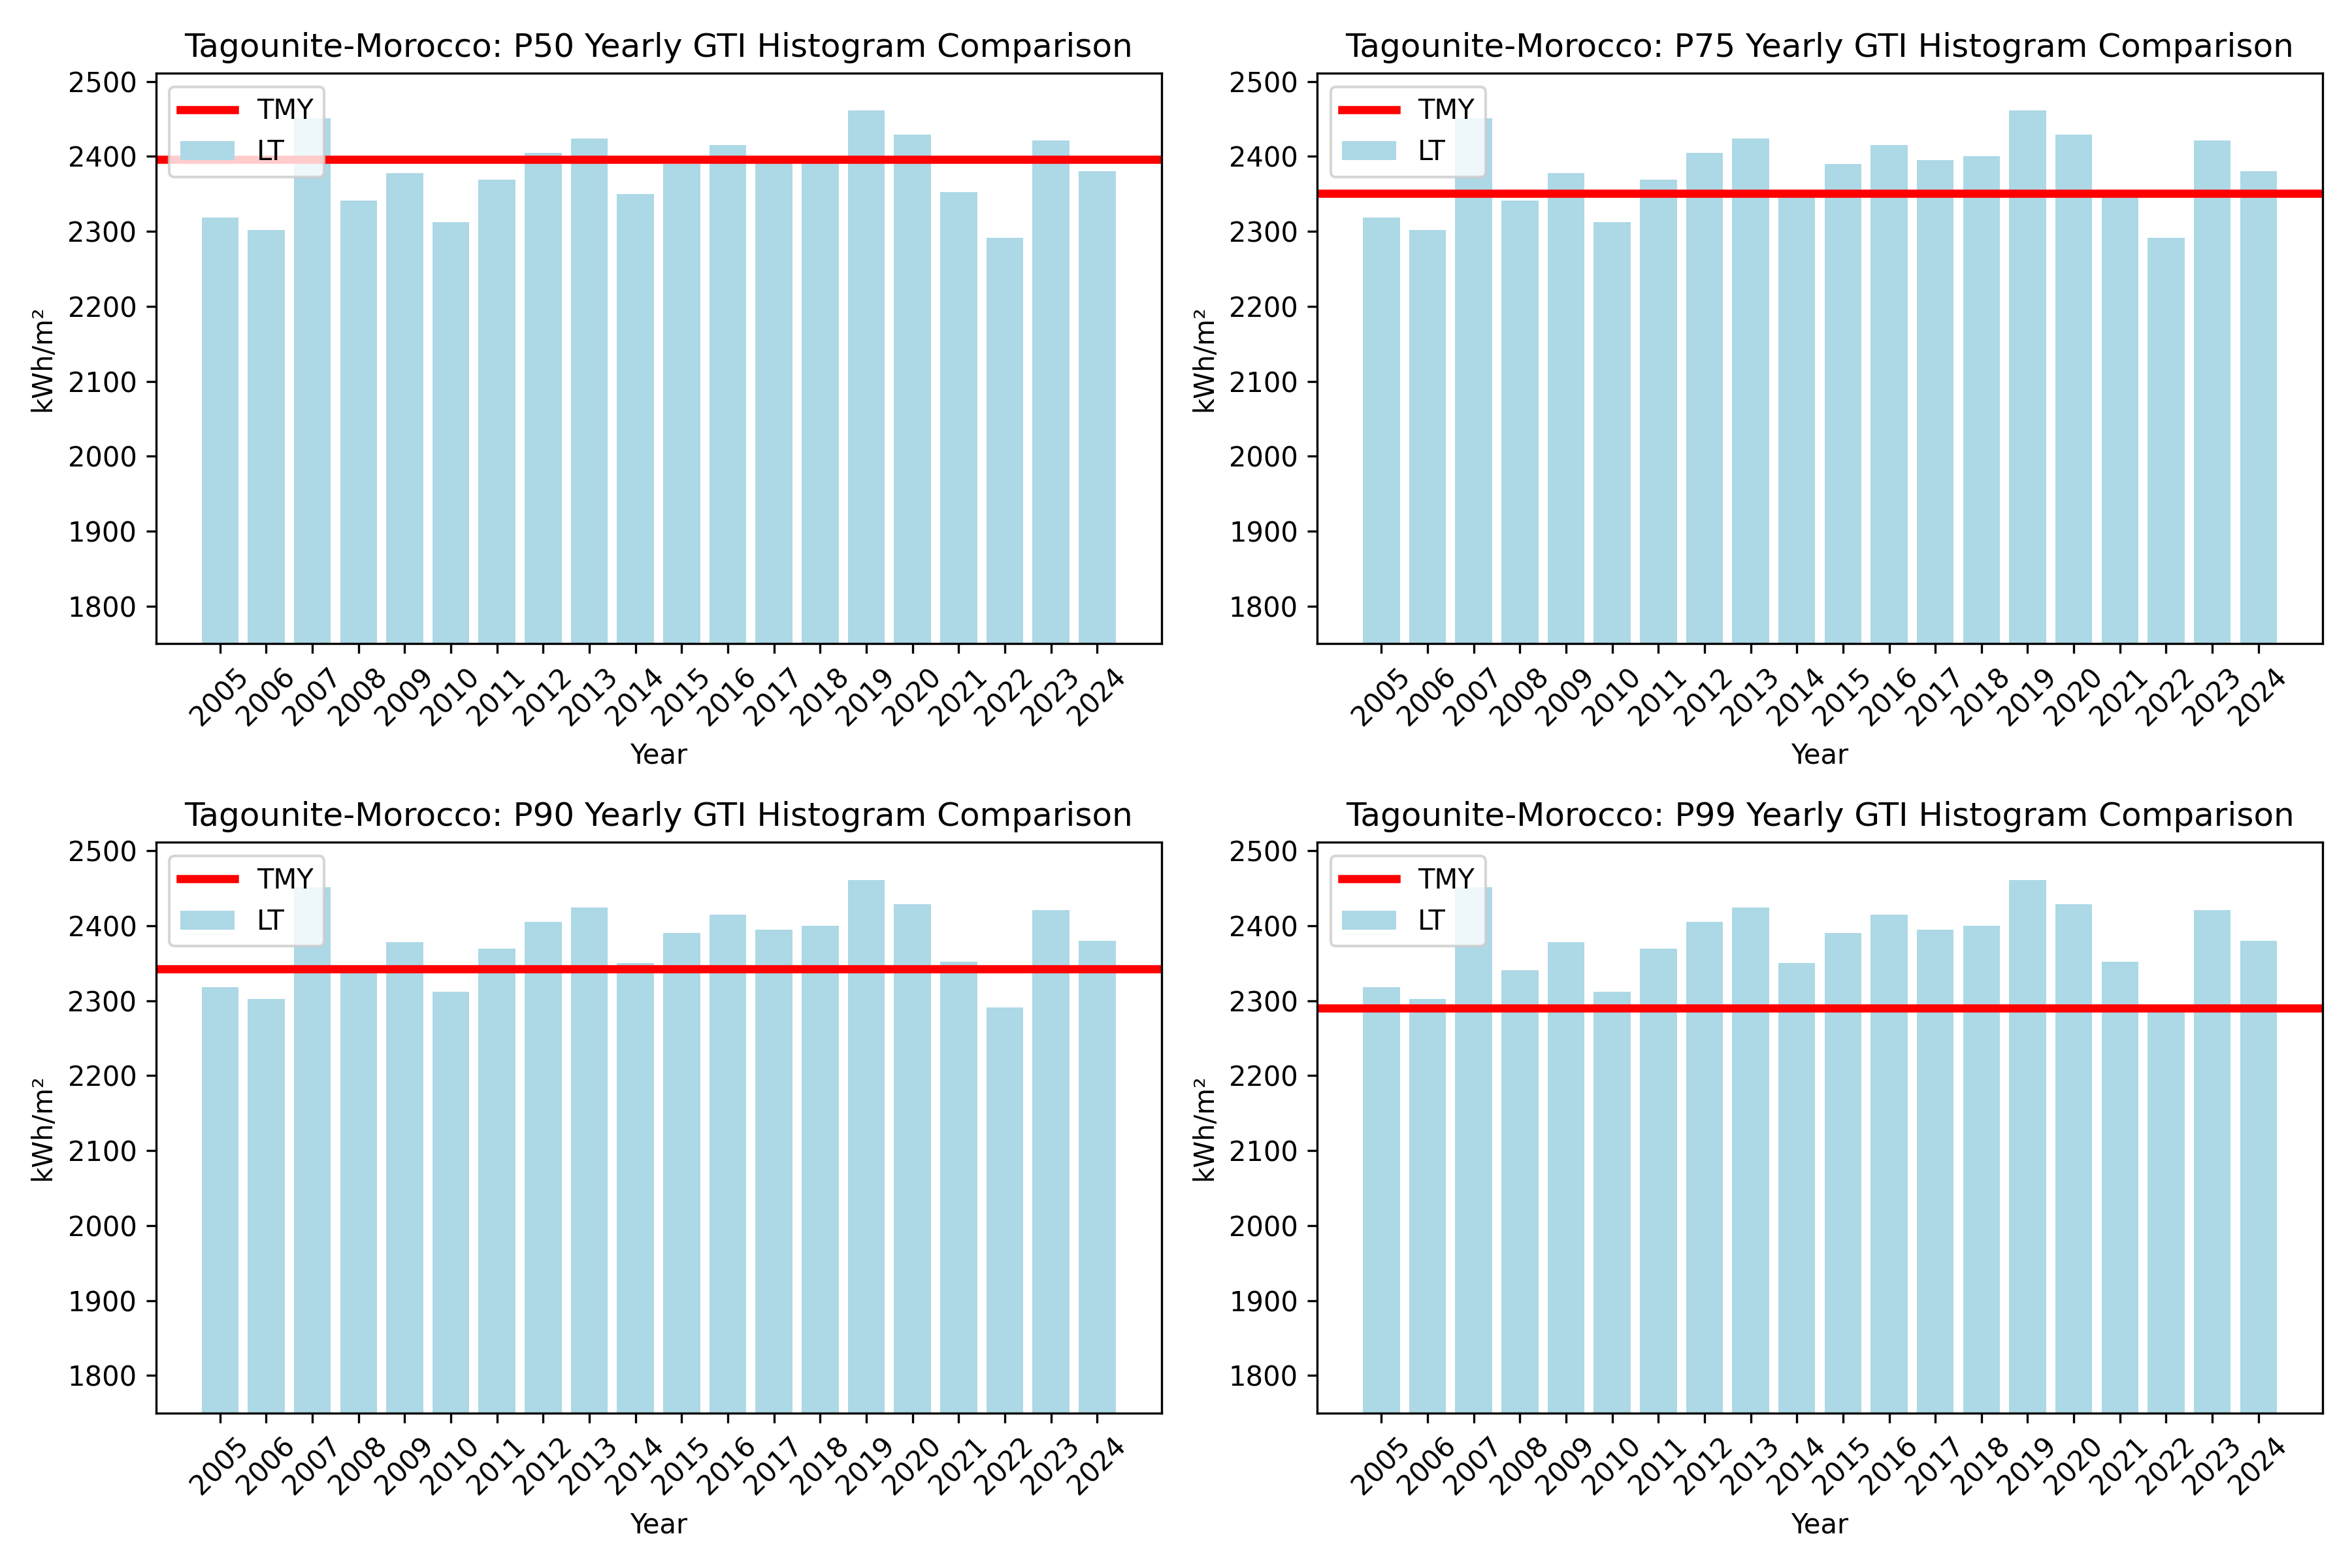 Tagounite-Morocco: P50 Yearly GTI Histogram Comparison
TMY
LT
2500
2400
2300
2200
2100
2000
1900
1800
kWh/m²
2005 2006 2007 2008 2009 2010 2011 2012 2013 2014 2015 2016 2017 2018 2019 2020 2021 2022 2023 2024
Year
Tagounite-Morocco: P75 Yearly GTI Histogram Comparison
TMY
LT
2500
2400
2300
2200
2100
2000
1900
1800
kWh/m²
2005 2006 2007 2008 2009 2010 2011 2012 2013 2014 2015 2016 2017 2018 2019 2020 2021 2022 2023 2024
Year
Tagounite-Morocco: P90 Yearly GTI Histogram Comparison
TMY
LT
2500
2400
2300
2200
2100
2000
1900
1800
kWh/m²
2005 2006 2007 2008 2009 2010 2011 2012 2013 2014 2015 2016 2017 2018 2019 2020 2021 2022 2023 2024
Year
Tagounite-Morocco: P99 Yearly GTI Histogram Comparison
TMY
LT
2500
2400
2300
2200
2100
2000
1900
1800
kWh/m²
2005 2006 2007 2008 2009 2010 2011 2012 2013 2014 2015 2016 2017 2018 2019 2020 2021 2022 2023 2024
Year